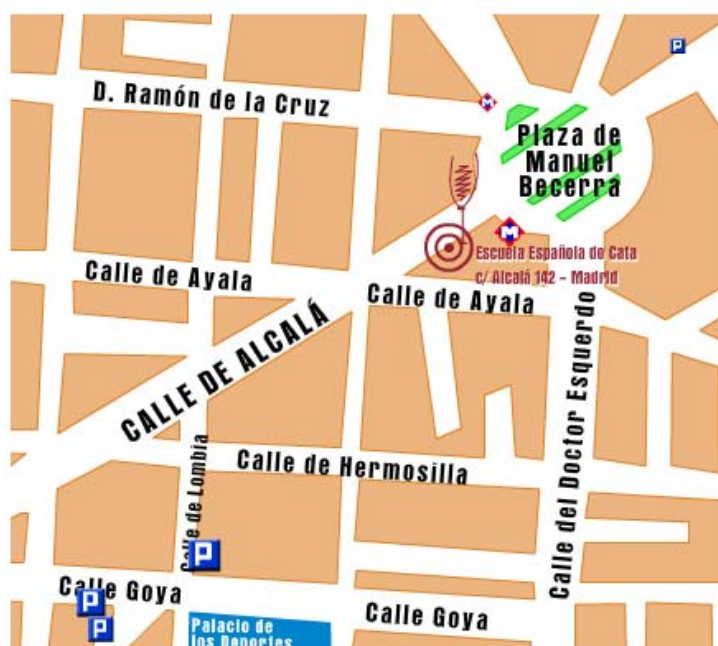 P
D. Ramón de la Cruz
M
Plaza de
Manuel
Becerra
M
Escuela Española de Cata
c/ Alcalá 142 - Madrid
Calle de Ayala
Calle de Ayala
CALLE DE ALCALÁ
Calle del Doctor Esquerdo
Calle de Hermosilla
Calle de Lombia
P
Calle Goya
P
P
Calle Goya
Palacio de
los Deportes